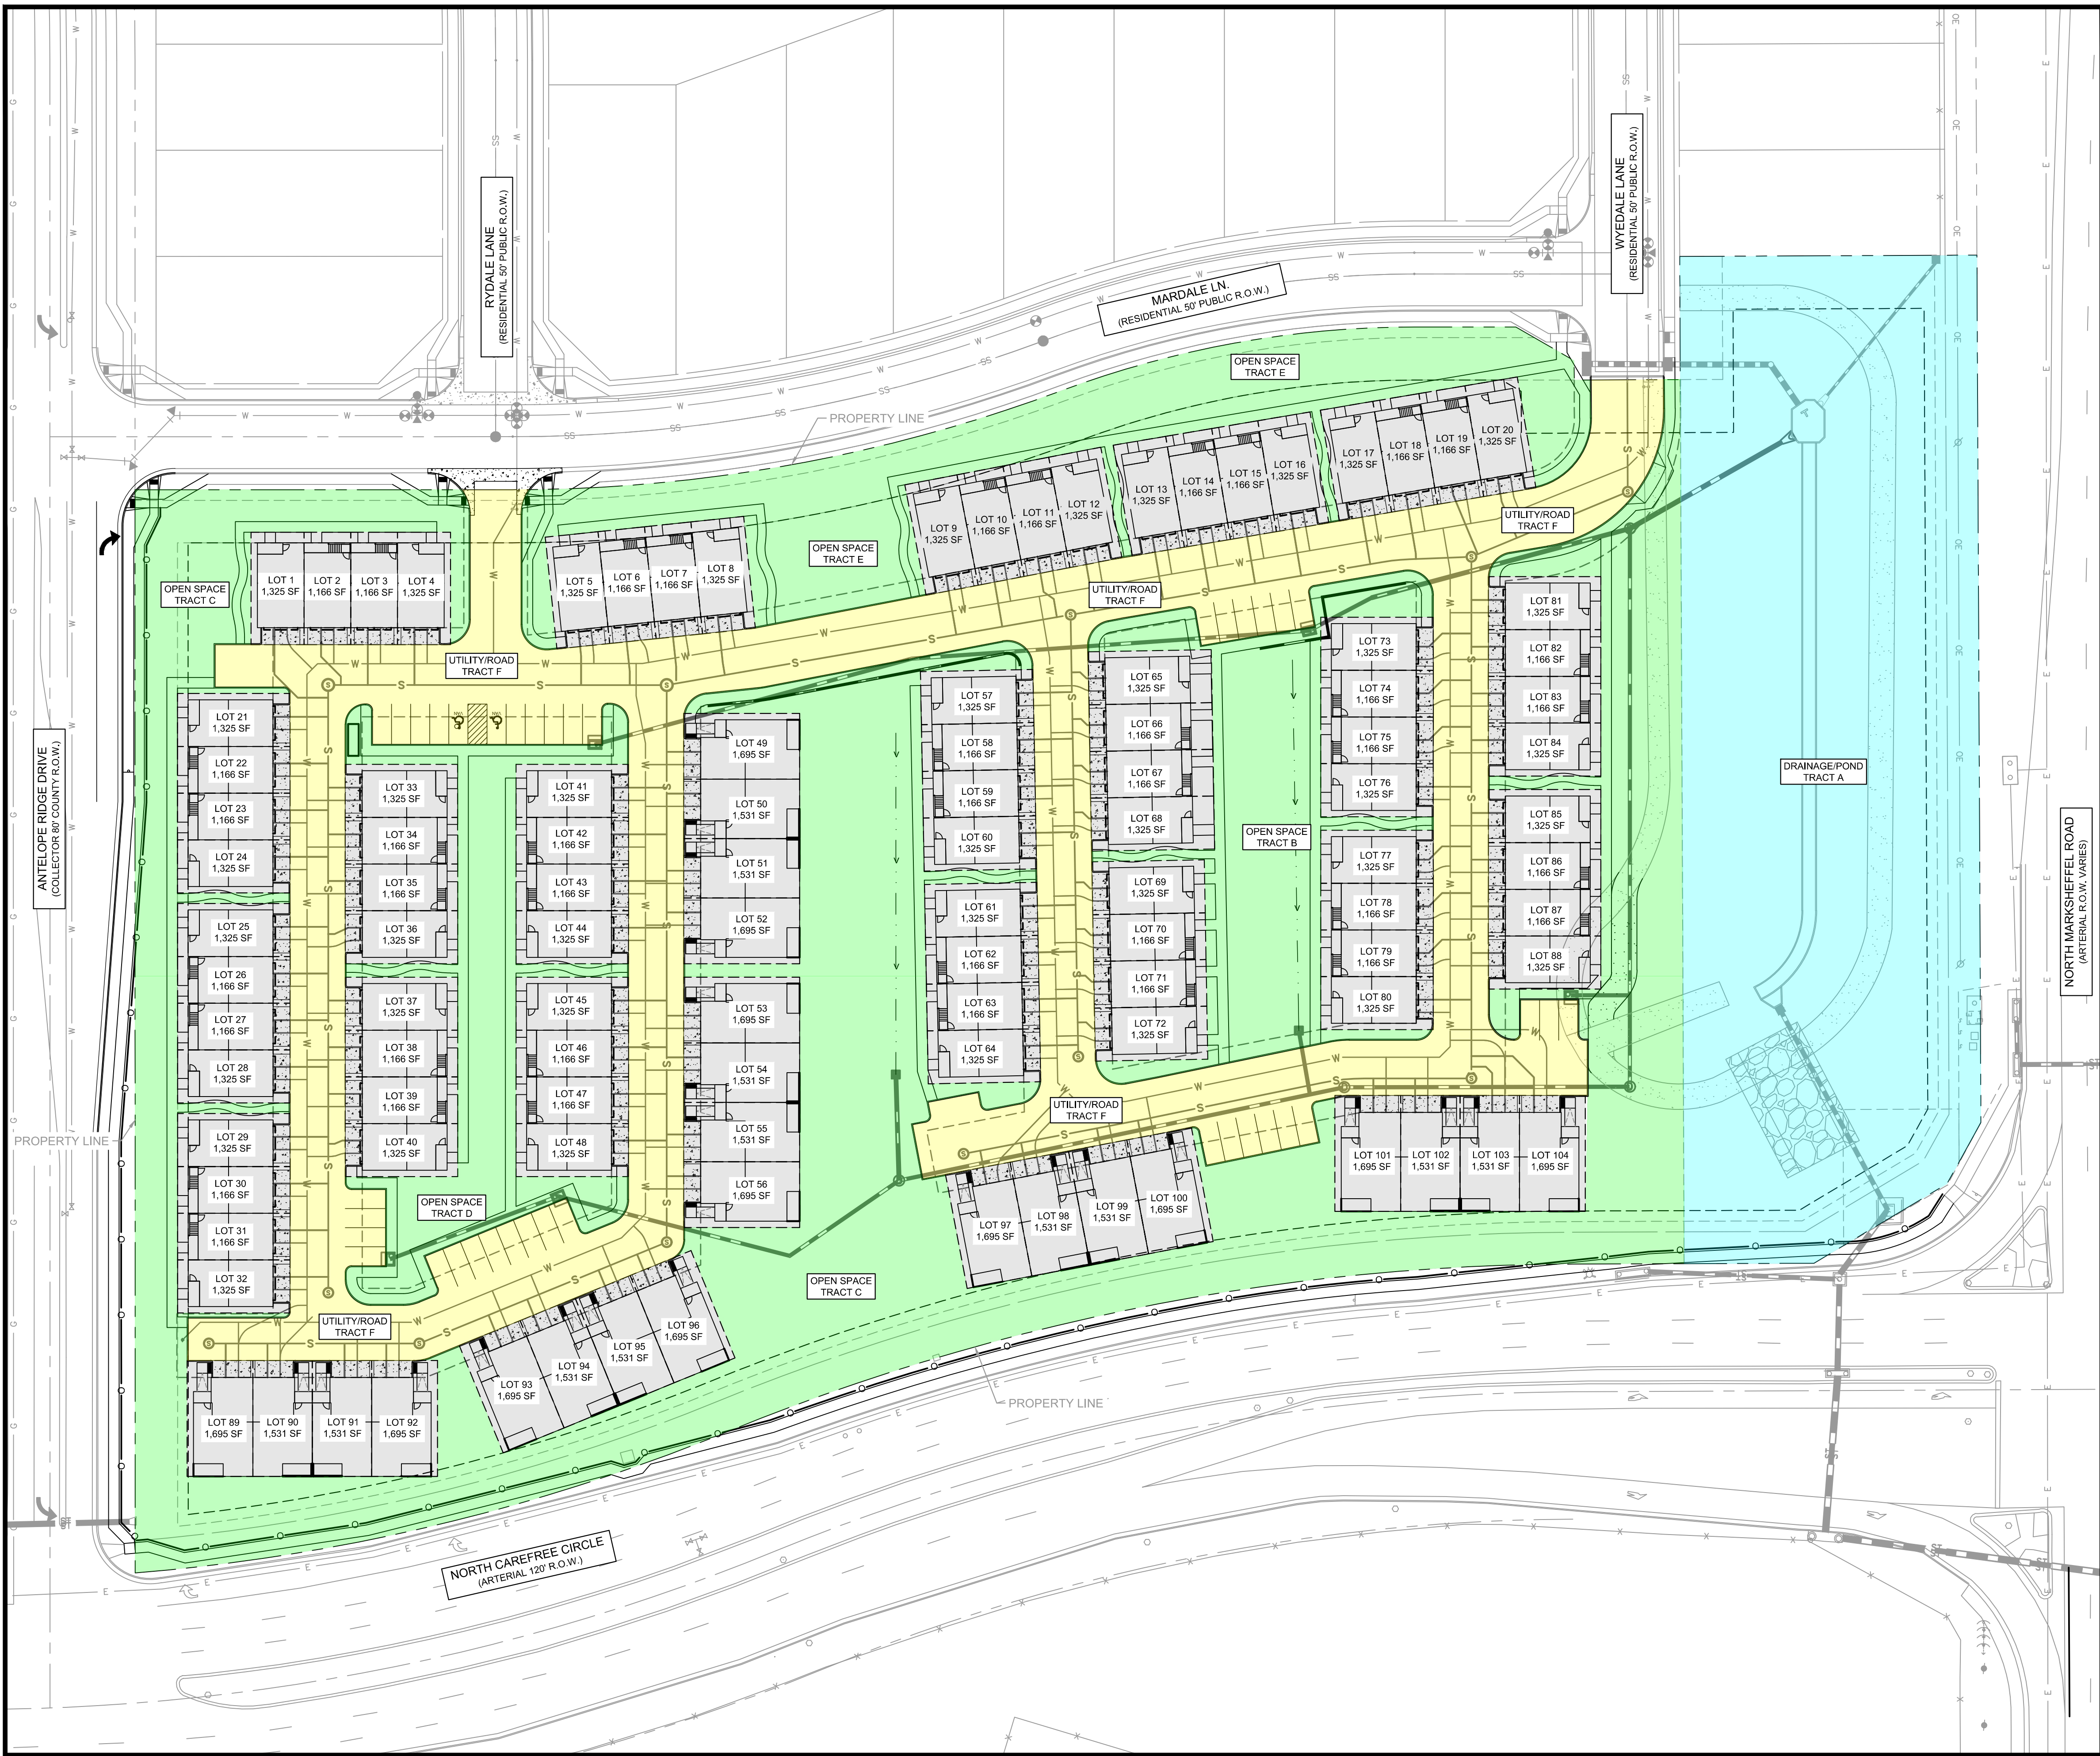 RYDALE LANE
(RESIDENTIAL 50' PUBLIC R.O.W.)
WYEDALE LANE
(RESIDENTIAL 50' PUBLIC R.O.W.)
MARDALE LN.
(RESIDENTIAL 50' PUBLIC R.O.W.)
OPEN SPACE
TRACT E
PROPERTY LINE
LOT 17
1,325 SF
LOT 18
1,166 SF
LOT 19
1,166 SF
LOT 20
1,325 SF
LOT 13
1,325 SF
LOT 14
1,166 SF
LOT 15
1,166 SF
LOT 16
1,325 SF
LOT 9
1,325 SF
LOT 10
1,166 SF
LOT 11
1,166 SF
LOT 12
1,325 SF
UTILITY/ROAD
TRACT F
OPEN SPACE
TRACT E
LOT 5
1,325 SF
LOT 6
1,166 SF
LOT 7
1,166 SF
LOT 8
1,325 SF
LOT 1
1,325 SF
LOT 2
1,166 SF
LOT 3
1,166 SF
LOT 4
1,325 SF
OPEN SPACE
TRACT C
UTILITY/ROAD
TRACT F
UTILITY/ROAD
TRACT F
ANTELOPE RIDGE DRIVE
(COLLECTOR 80' COUNTY R.O.W.)
LOT 21
1,325 SF
LOT 22
1,166 SF
LOT 23
1,166 SF
LOT 24
1,325 SF
LOT 25
1,325 SF
LOT 26
1,166 SF
LOT 27
1,166 SF
LOT 28
1,325 SF
LOT 29
1,325 SF
LOT 30
1,166 SF
LOT 31
1,166 SF
LOT 32
1,325 SF
PROPERTY LINE
LOT 33
1,325 SF
LOT 34
1,166 SF
LOT 35
1,166 SF
LOT 36
1,325 SF
LOT 37
1,325 SF
LOT 38
1,166 SF
LOT 39
1,166 SF
LOT 40
1,325 SF
LOT 41
1,325 SF
LOT 42
1,166 SF
LOT 43
1,166 SF
LOT 44
1,325 SF
LOT 45
1,325 SF
LOT 46
1,166 SF
LOT 47
1,166 SF
LOT 48
1,325 SF
OPEN SPACE
TRACT D
LOT 49
1,695 SF
LOT 50
1,531 SF
LOT 51
1,531 SF
LOT 52
1,695 SF
LOT 53
1,695 SF
LOT 54
1,531 SF
LOT 55
1,531 SF
LOT 56
1,695 SF
LOT 57
1,325 SF
LOT 58
1,166 SF
LOT 59
1,166 SF
LOT 60
1,325 SF
LOT 61
1,325 SF
LOT 62
1,166 SF
LOT 63
1,166 SF
LOT 64
1,325 SF
LOT 65
1,325 SF
LOT 66
1,166 SF
LOT 67
1,166 SF
LOT 68
1,325 SF
LOT 69
1,325 SF
LOT 70
1,166 SF
LOT 71
1,166 SF
LOT 72
1,325 SF
OPEN SPACE
TRACT B
LOT 73
1,325 SF
LOT 74
1,166 SF
LOT 75
1,166 SF
LOT 76
1,325 SF
LOT 77
1,325 SF
LOT 78
1,166 SF
LOT 79
1,166 SF
LOT 80
1,325 SF
LOT 81
1,325 SF
LOT 82
1,166 SF
LOT 83
1,166 SF
LOT 84
1,325 SF
LOT 85
1,325 SF
LOT 86
1,166 SF
LOT 87
1,166 SF
LOT 88
1,325 SF
DRAINAGE/POND
TRACT A
NORTH MARKSHEFFEL ROAD
(ARTERIAL R.O.W. VARIES)
UTILITY/ROAD
TRACT F
LOT 101
1,695 SF
LOT 102
1,531 SF
LOT 103
1,531 SF
LOT 104
1,695 SF
LOT 97
1,695 SF
LOT 98
1,531 SF
LOT 99
1,531 SF
LOT 100
1,695 SF
OPEN SPACE
TRACT C
UTILITY/ROAD
TRACT F
LOT 93
1,695 SF
LOT 94
1,531 SF
LOT 95
1,531 SF
LOT 96
1,695 SF
LOT 89
1,695 SF
LOT 90
1,531 SF
LOT 91
1,531 SF
LOT 92
1,695 SF
PROPERTY LINE
NORTH CAREFREE CIRCLE
(ARTERIAL 120' R.O.W.)